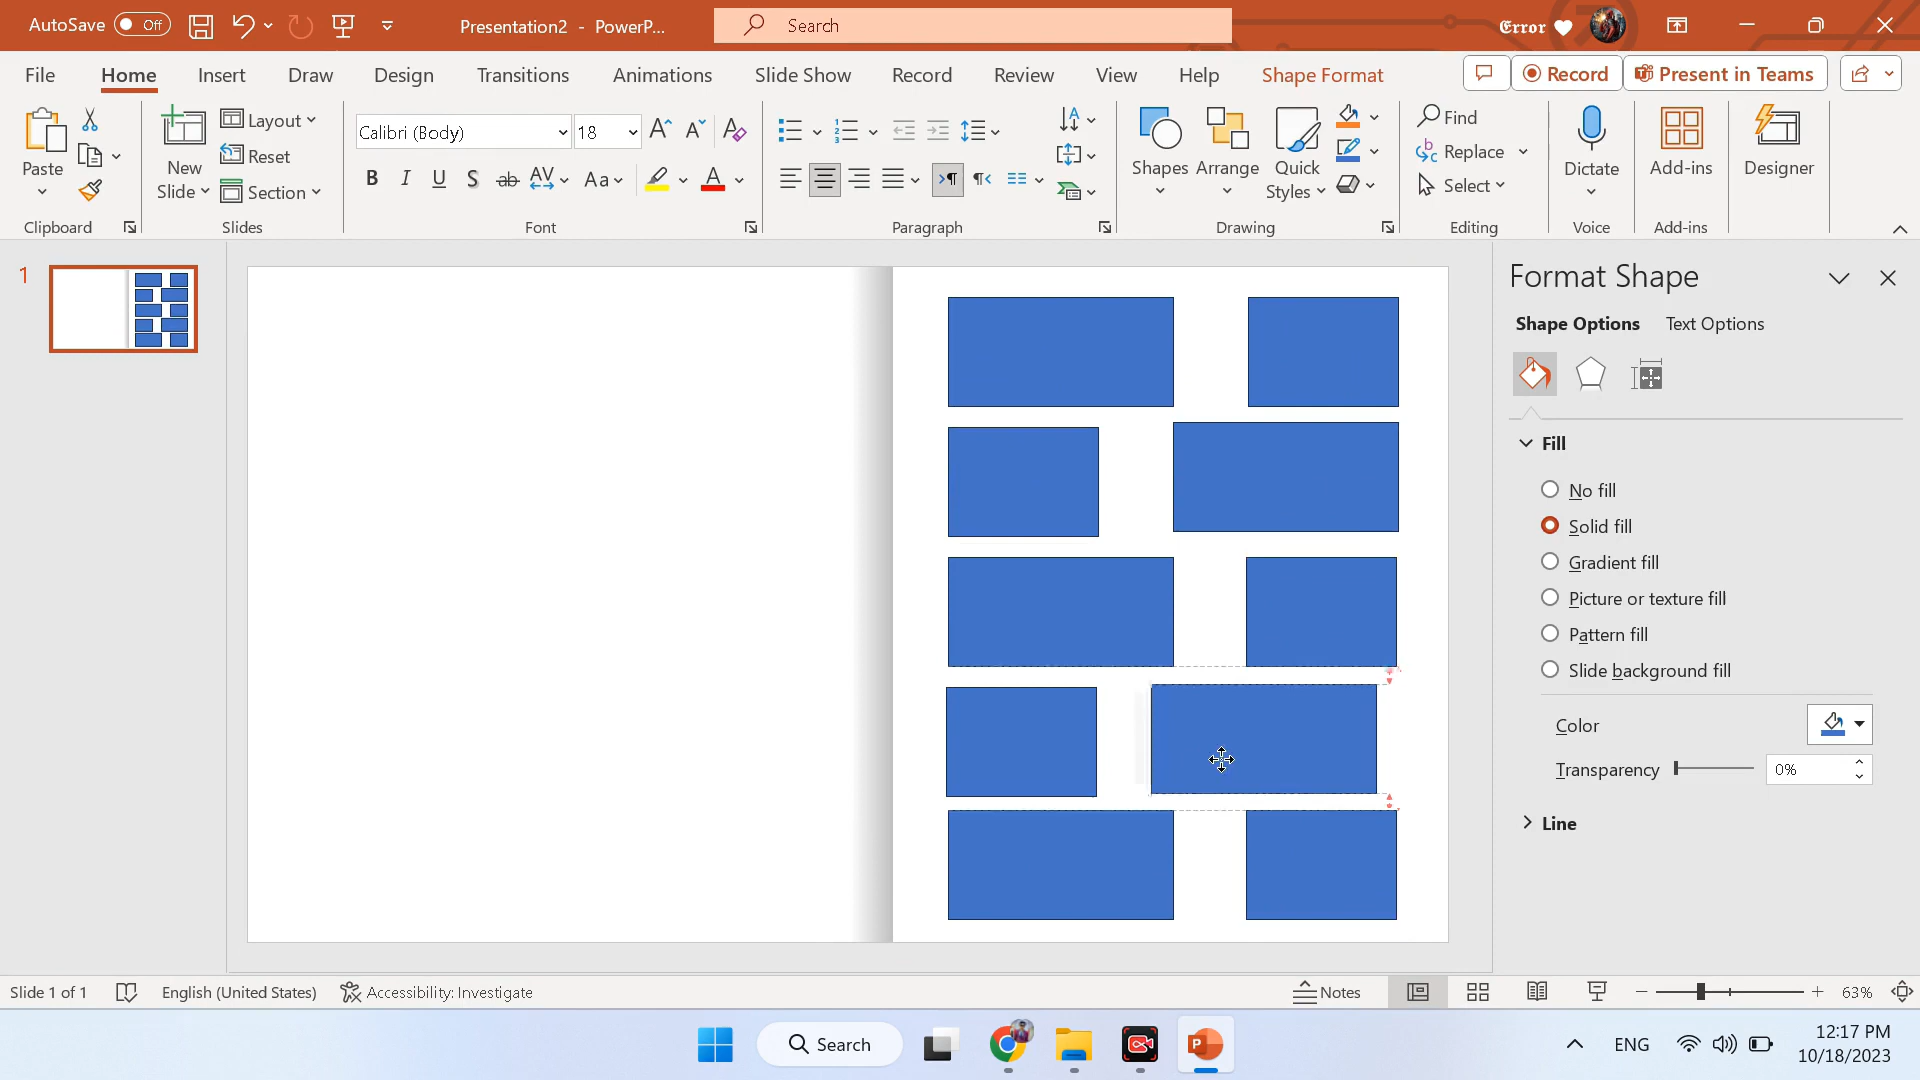 AutoSave Off Presentation2 - PowerP... Search 𝕰𝖗𝖗𝖔𝖗
File Home Insert Draw Design Transitions Animations Slide Show Record Review View Help Shape Format Record Present in Teams
Paste
Clipboard
New
Slide
Layout
Reset
Section
Slides
Calibri (Body) 18
B I U S ab AV Aa A
Font
Paragraph
Shapes
Arrange
Quick
Styles
Drawing
Find
Replace
Select
Editing
Dictate
Voice
Add-ins
Add-ins
Designer
1
Format Shape
Shape Options Text Options
Fill
No fill
Solid fill
Gradient fill
Picture or texture fill
Pattern fill
Slide background fill
Color
Transparency 0%
Line
Slide 1 of 1 English (United States) Accessibility: Investigate Notes 63%
Search ENG 12:17 PM
10/18/2023